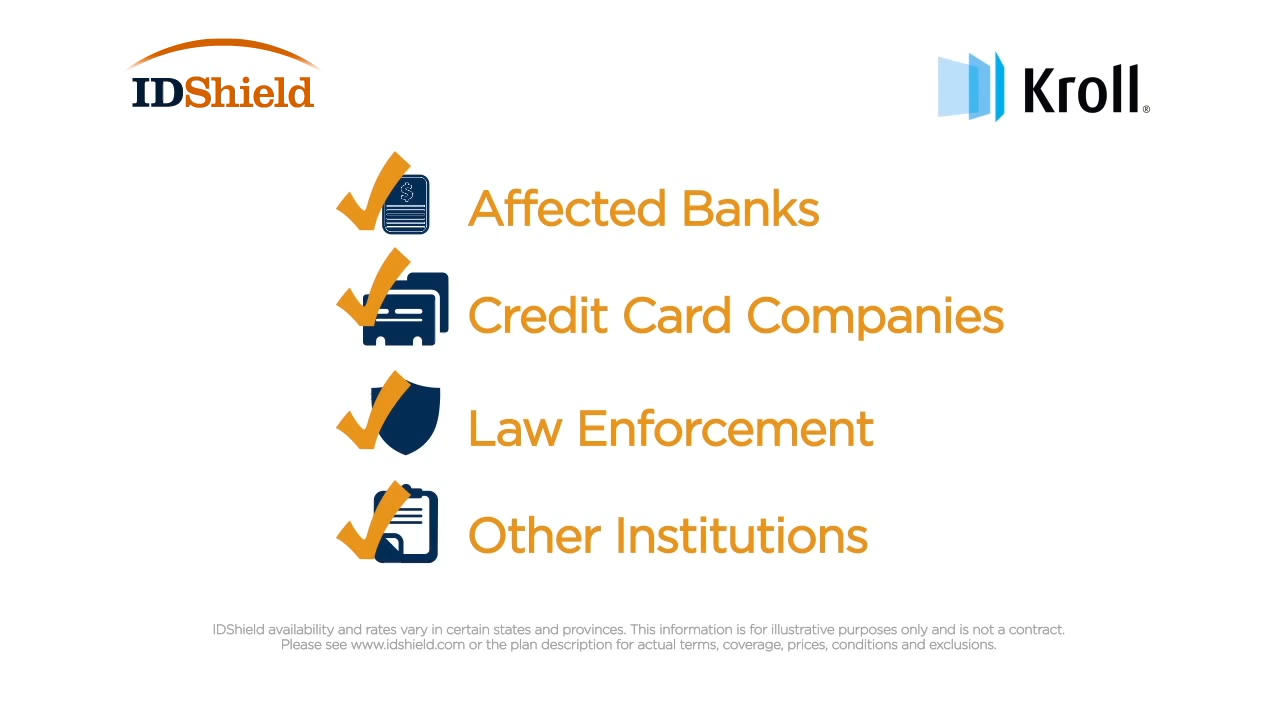 IDShield
Kroll®
$
Affected Banks
Credit Card Companies
Law Enforcement
Other Institutions
IDShield availability and rates vary in certain states and provinces. This information is for illustrative purposes only and is not a contract.
Please see www.idshield.com or the plan description for actual terms, coverage, prices, conditions and exclusions.